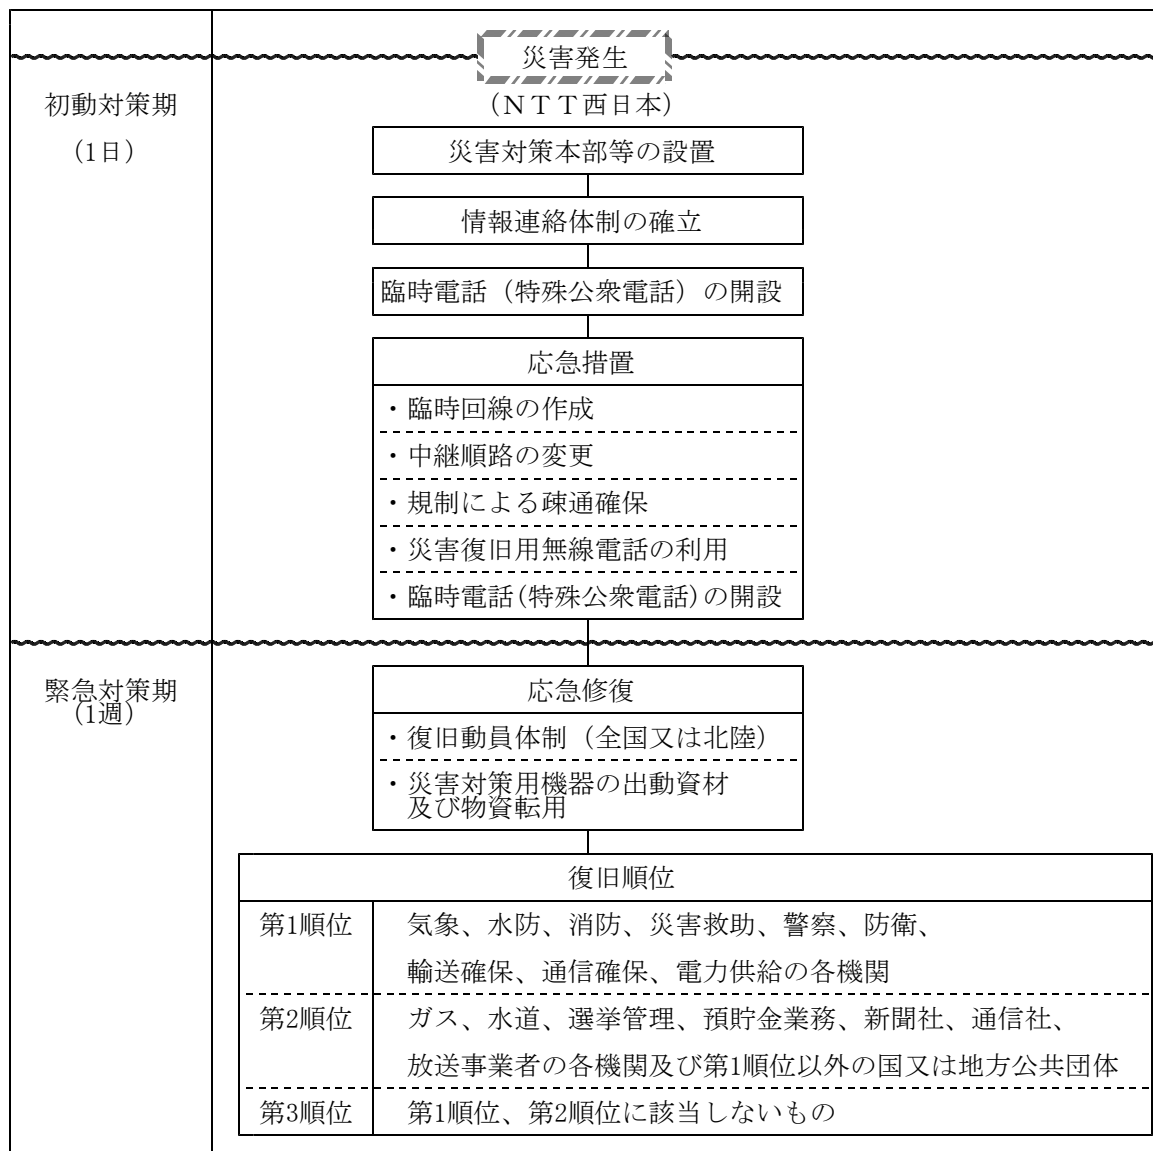 災害発生
初動対策期
(1日)
(NTT西日本)
災害対策本部等の設置
情報連絡体制の確立
臨時電話(特殊公衆電話)の開設
応急措置
・臨時回線の作成
・中継順路の変更
・規制による疎通確保
・災害復旧用無線電話の利用
・臨時電話(特殊公衆電話)の開設
緊急対策期
(1週)
応急修復
・復旧動員体制(全国又は北陸)
・災害対策用機器の出動資材
及び物資転用
復旧順位
第1順位 気象、水防、消防、災害救助、警察、防衛、
輸送確保、通信確保、電力供給の各機関
第2順位 ガス、水道、選挙管理、預貯金業務、新聞社、通信社、
放送事業者の各機関及び第1順位以外の国又は地方公共団体
第3順位 第1順位、第2順位に該当しないもの